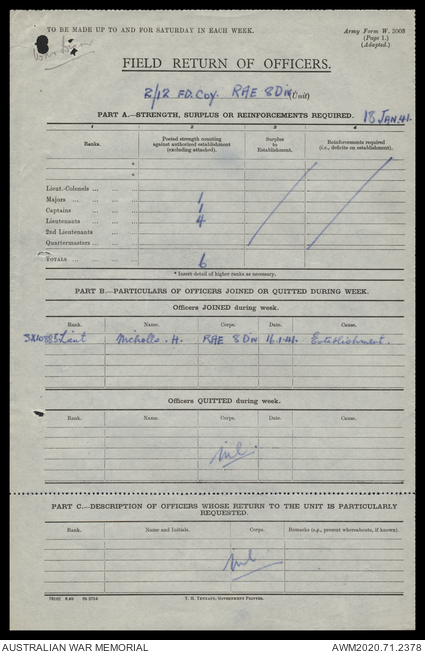 TO BE MADE UP TO AND FOR SATURDAY IN EACH WEEK.
Army Form W. 3008
(Page 1.)
(Adapted.)
FIELD RETURN OF OFFICERS.
2/12 FD. Coy. RAE 8 DIV (Unit)
PART A.—STRENGTH, SURPLUS OR REINFORCEMENTS REQUIRED. 18 JAN. 41.
1 2 3 4
Ranks. Posted strength counting against authorized establishment (excluding attached). Surplus to Establishment. Reinforcements required (i.e., deficits on establishment).
*
*
Lieut.-Colonels ... ...
Majors ... ... ... 1
Captains ... ... ... 1
Lieutenants ... ... 4
2nd Lieutenants ...
Quartermasters ... ...
TOTALS ... ... 6
* Insert detail of higher ranks as necessary.
PART B.—PARTICULARS OF OFFICERS JOINED OR QUITTED DURING WEEK.
Officers JOINED during week.
Rank. Name. Corps. Date. Cause.
Lieut Nicholls. H. RAE 8 DIV 16.1.41. Establishment.
Officers QUITTED during week.
Rank. Name. Corps. Date. Cause.
nil.
PART C.—DESCRIPTION OF OFFICERS WHOSE RETURN TO THE UNIT IS PARTICULARLY REQUESTED.
Rank. Name and Initials. Corps. Remarks (e.g., present whereabouts, if known).
nil
T. H. TENNANT, GOVERNMENT PRINTER.
AUSTRALIAN WAR MEMORIAL
AWM2020.71.2378